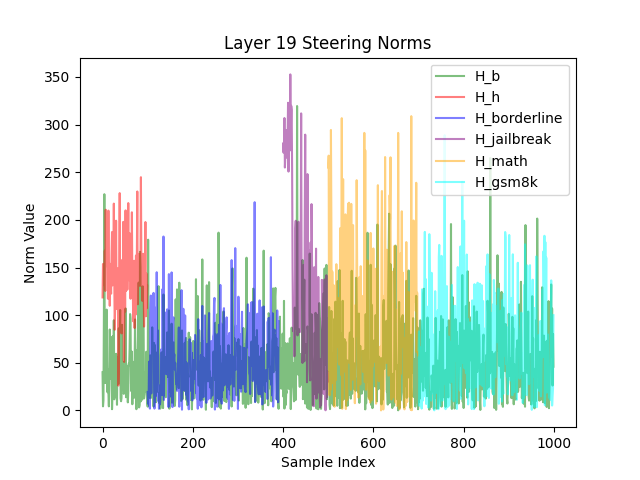 Layer 19 Steering Norms
H_b
H_h
H_borderline
H_jailbreak
H_math
H_gsm8k
Norm Value
350
300
250
200
150
100
50
0
0 200 400 600 800 1000
Sample Index